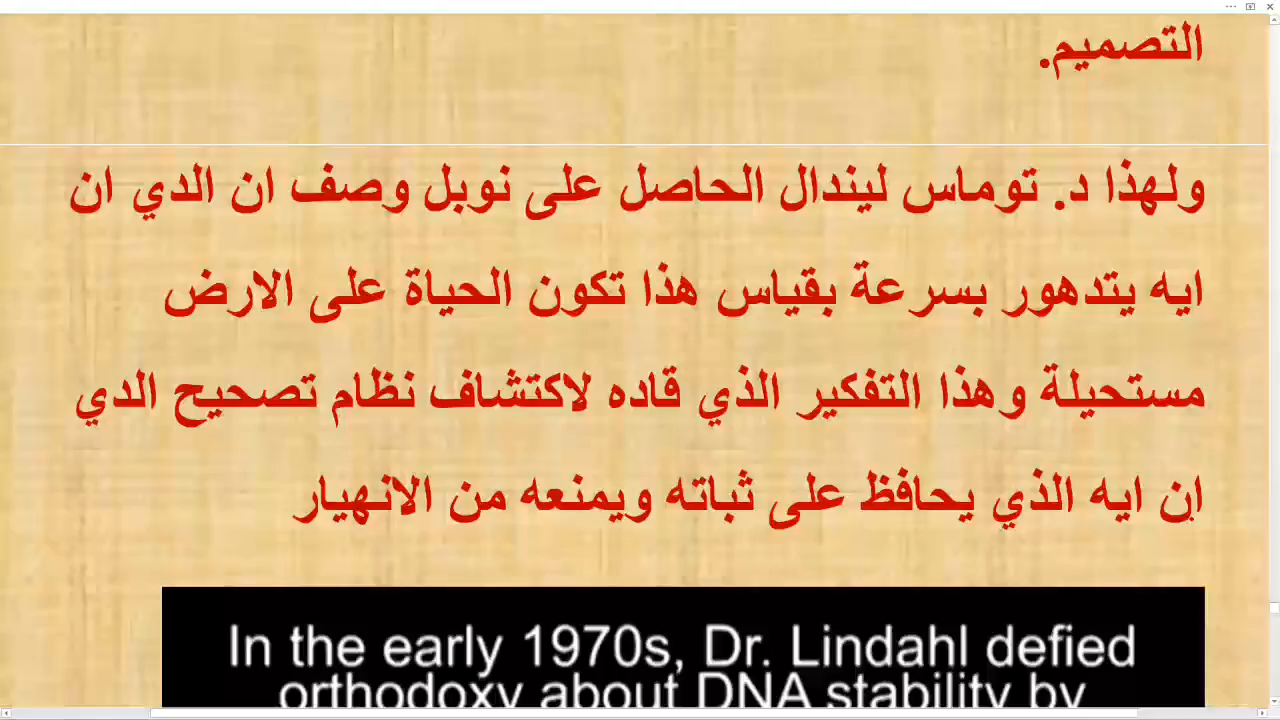 التصميم.
ولهذا د. توماس ليندال الحاصل على نوبل وصف ان الدي ان
ايه يتدهور بسرعة بقياس هذا تكون الحياة على الارض
مستحيلة وهذا التفكير الذي قاده لاكتشاف نظام تصحيح الدي
ان ايه الذي يحافظ على ثباته ويمنعه من الانهيار
In the early 1970s, Dr. Lindahl defied
orthodoxy about DNA stability by